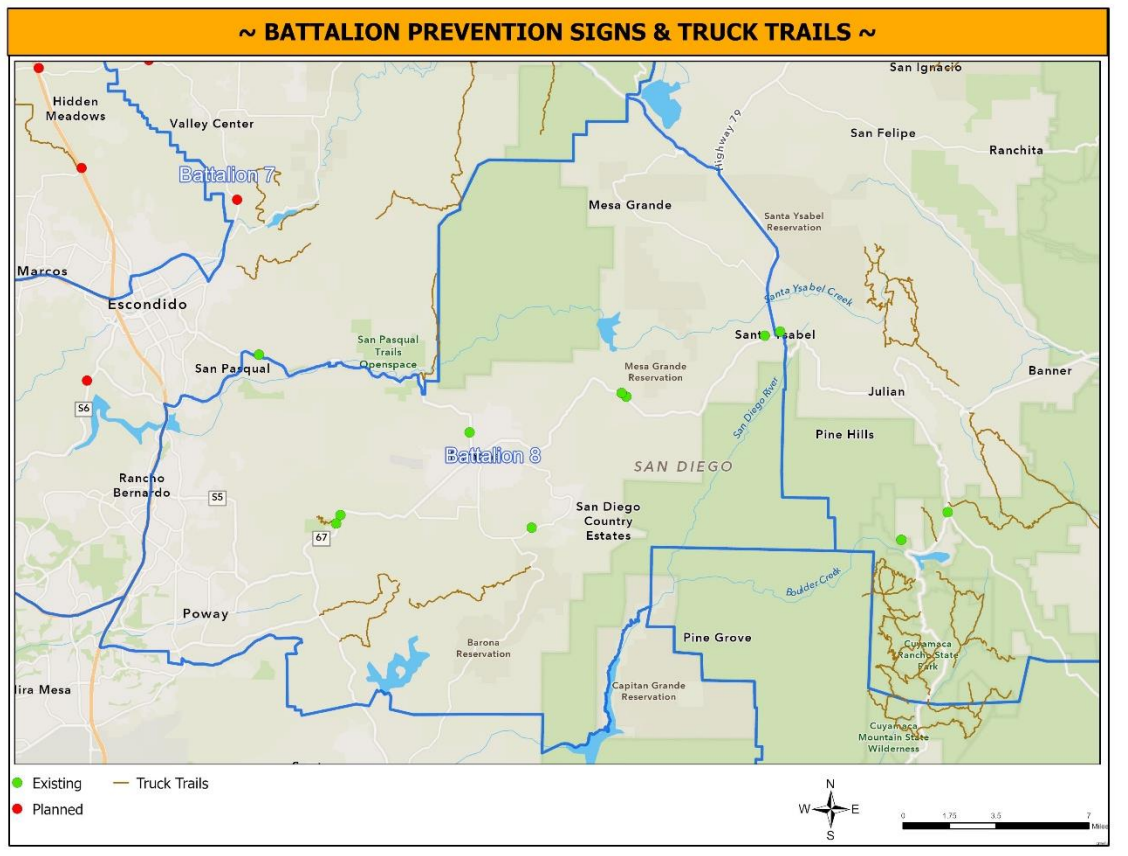 ~ BATTALION PREVENTION SIGNS & TRUCK TRAILS ~
San Ignacio
Hidden
Meadows
Valley Center
San Felipe
Highway 79
Ranchita
Battalion 7
Mesa Grande
Santa Ysabel
Reservation
Marcos
Escondido
Santa Ysabel Creek
San Pasqual
Trails
Openspace
Santa Ysabel
San Pasqual
Mesa Grande
Reservation
Banner
S6
San Diego River
Julian
Pine Hills
Battalion 8
SAN DIEGO
Rancho
Bernardo
S5
San Diego
Country
Estates
67
Boulder Creek
Poway
Pine Grove
Barona
Reservation
Cuyamaca
Rancho State
Park
lira Mesa
Capitan Grande
Reservation
Cuyamaca
Mountain State
Wilderness
Existing
Truck Trails
Planned
N
W E
S
0 1.75 3.5 7
Miles